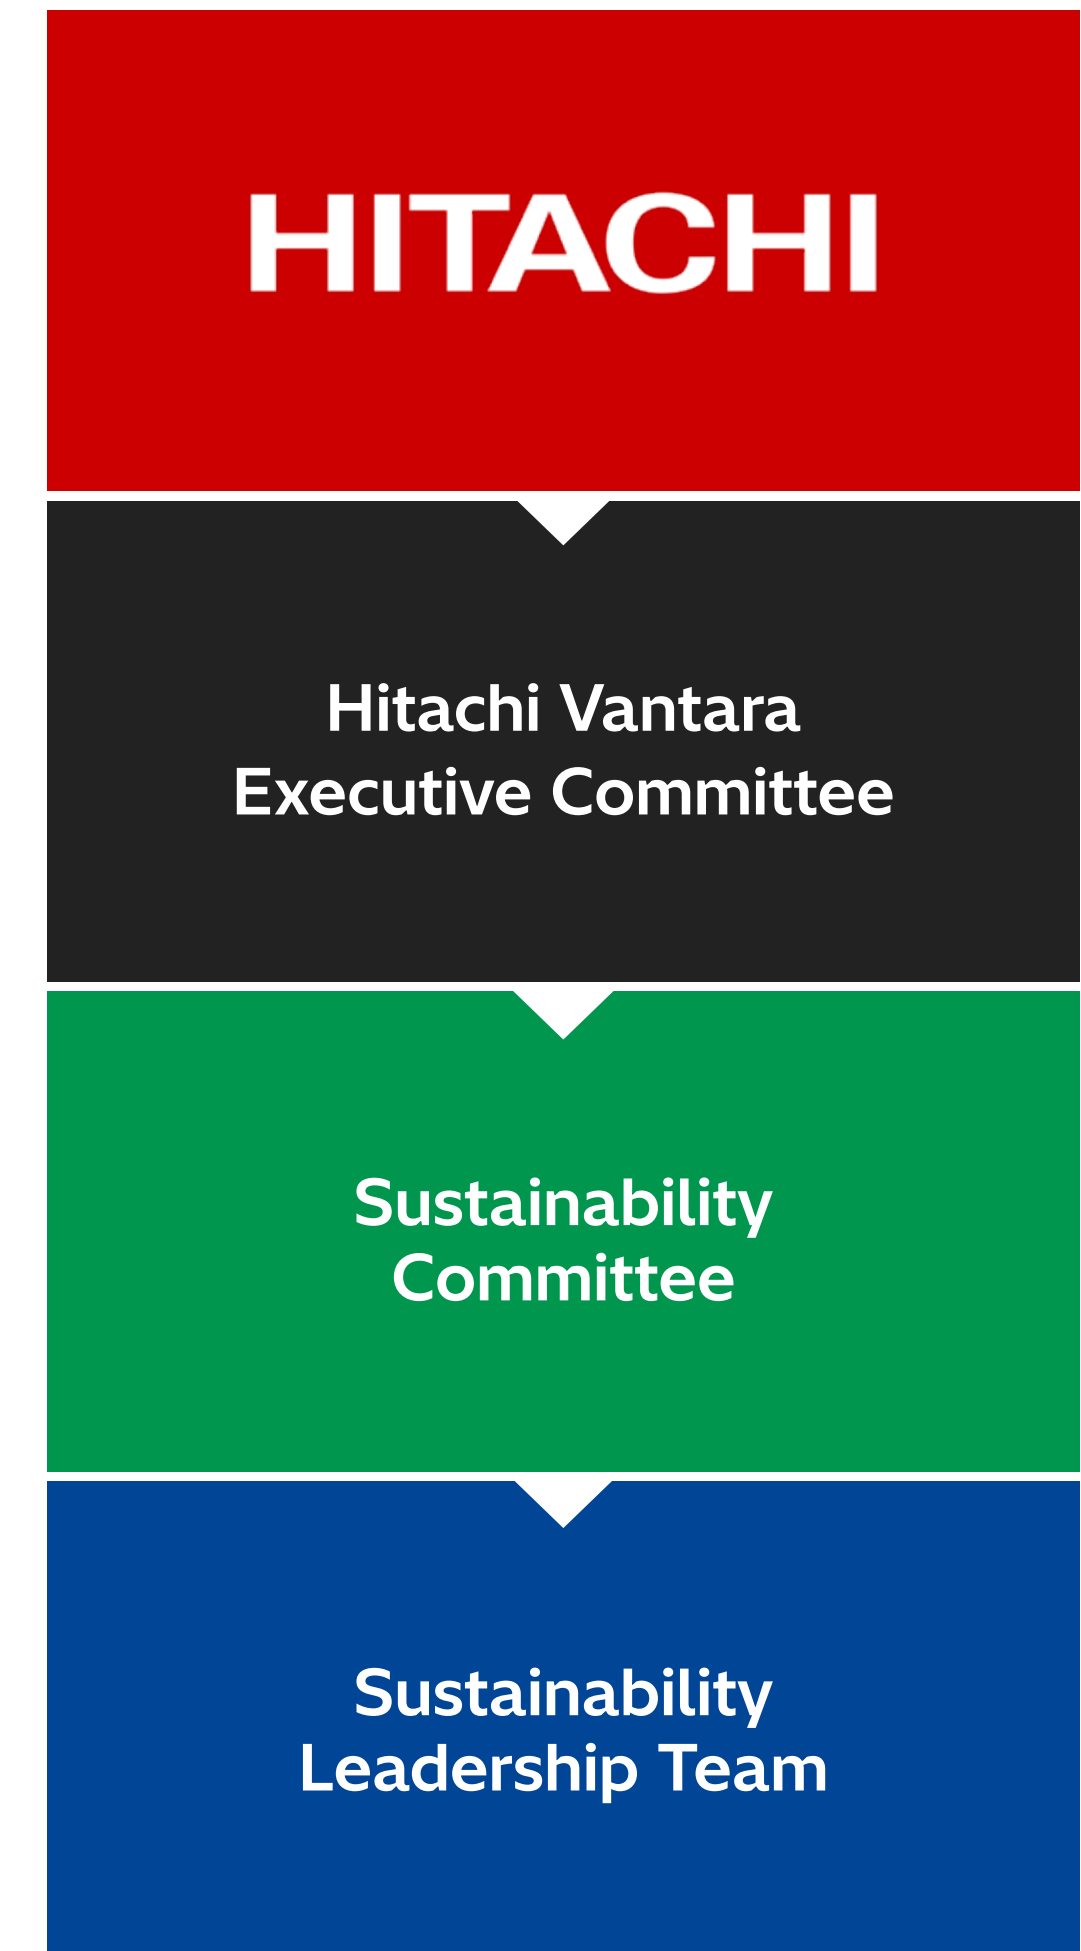 HITACHI
Hitachi Vantara
Executive Committee
Sustainability
Committee
Sustainability
Leadership Team